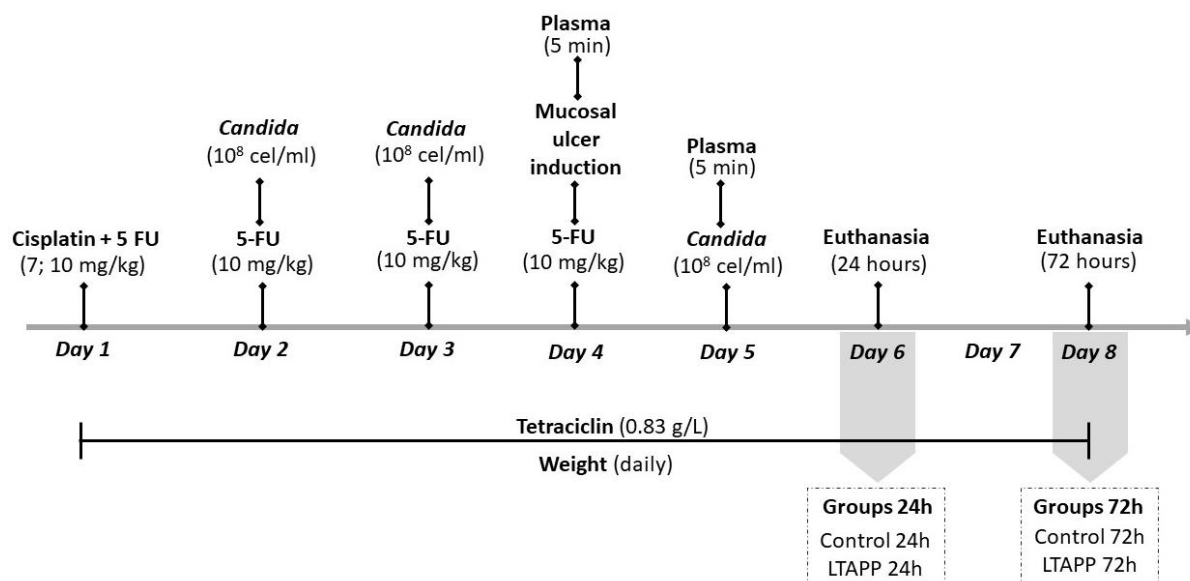 Plasma
(5 min)
Mucosal
ulcer
induction
Candida
(10⁸ cel/ml)
Candida
(10⁸ cel/ml)
Plasma
(5 min)
Cisplatin + 5 FU
(7; 10 mg/kg)
5-FU
(10 mg/kg)
5-FU
(10 mg/kg)
5-FU
(10 mg/kg)
Candida
(10⁸ cel/ml)
Euthanasia
(24 hours)
Euthanasia
(72 hours)
Day 1
Day 2
Day 3
Day 4
Day 5
Day 6
Day 7
Day 8
Tetraciclin (0.83 g/L)
Weight (daily)
Groups 24h
Control 24h
LTAPP 24h
Groups 72h
Control 72h
LTAPP 72h